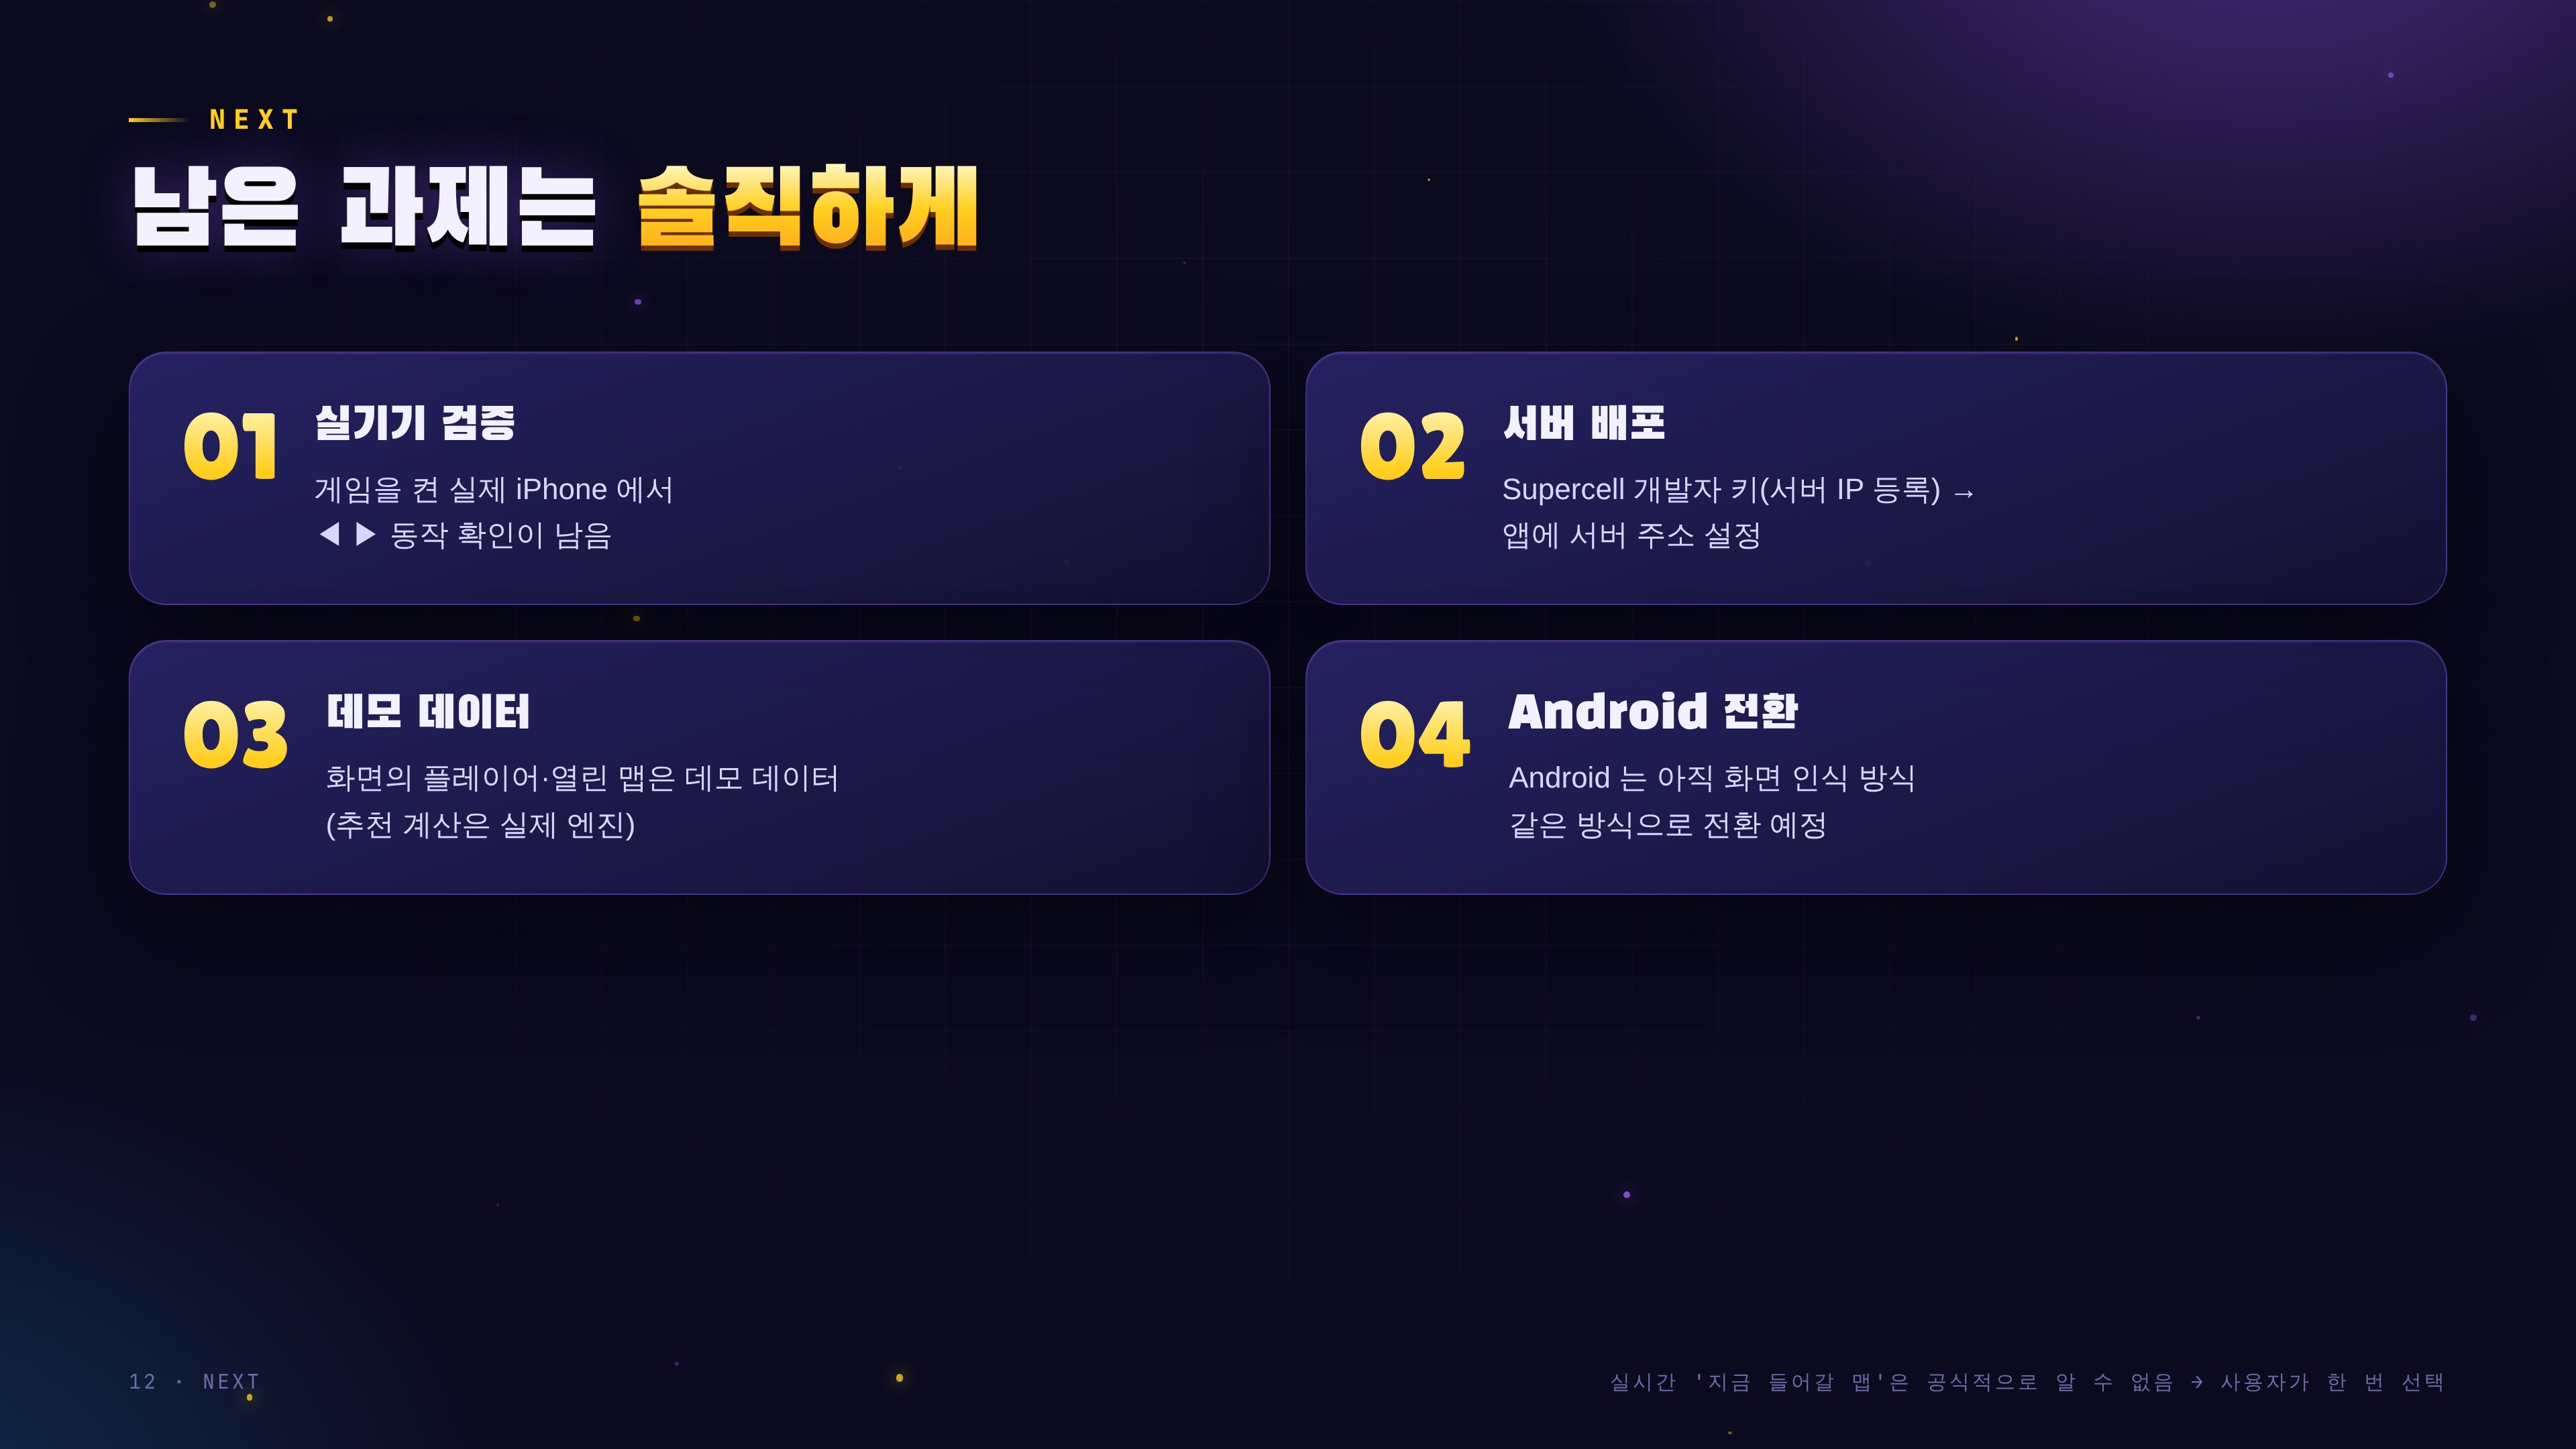 NEXT
남은 과제는 솔직하게
01
실기기 검증
게임을 켠 실제 iPhone 에서
◀ ▶ 동작 확인이 남음
02
서버 배포
Supercell 개발자 키(서버 IP 등록) →
앱에 서버 주소 설정
03
데모 데이터
화면의 플레이어·열린 맵은 데모 데이터
(추천 계산은 실제 엔진)
04
Android 전환
Android 는 아직 화면 인식 방식
같은 방식으로 전환 예정
12 · NEXT
실시간 '지금 들어갈 맵'은 공식적으로 알 수 없음 → 사용자가 한 번 선택